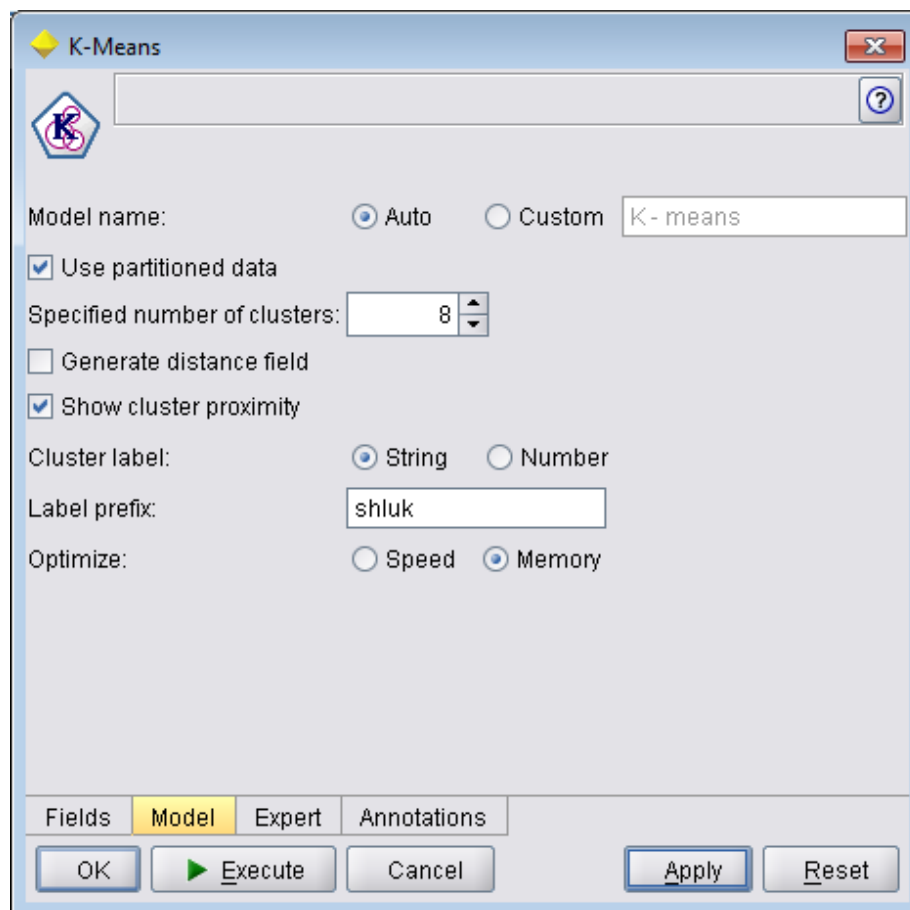 K-Means
K
Model name: Auto Custom K - means
Use partitioned data
Specified number of clusters: 8
Generate distance field
Show cluster proximity
Cluster label: String Number
Label prefix: shluk
Optimize: Speed Memory
Fields Model Expert Annotations
OK Execute Cancel Apply Reset